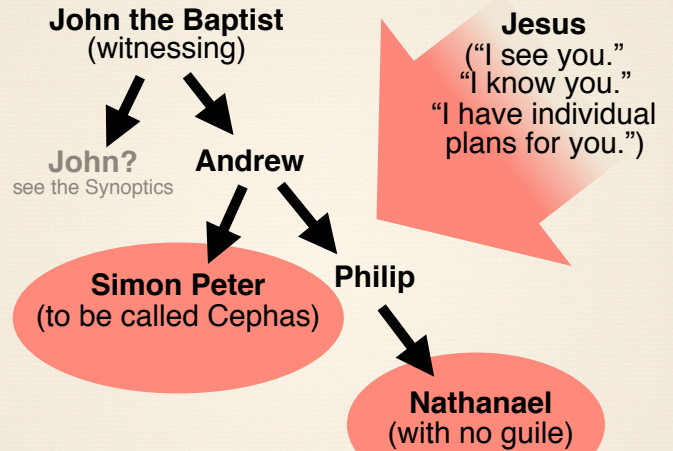 John the Baptist
(witnessing)
Jesus
(“I see you.”
“I know you.”
“I have individual
plans for you.”)
John?
see the Synoptics
Andrew
Simon Peter
(to be called Cephas)
Philip
Nathanael
(with no guile)